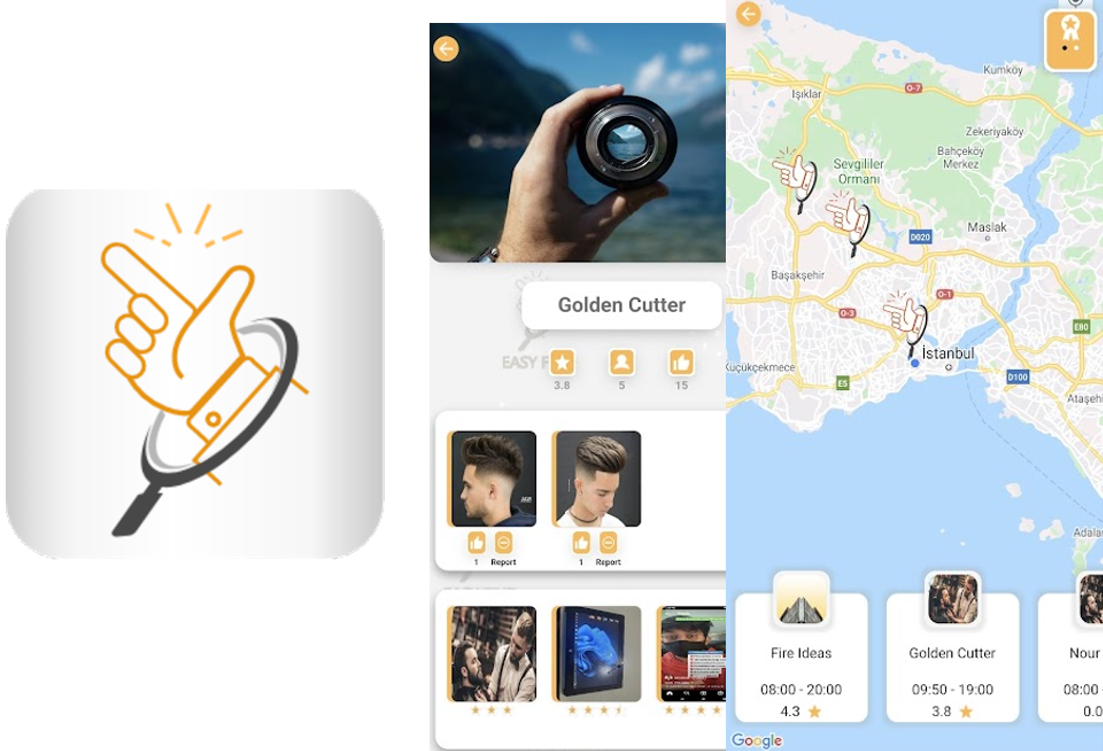 Golden Cutter
EASY F
3.8
5
15
1
Report
1
Report
Kumköy
O-7
Işıklar
Zekeriyaköy
Bahçeköy
Merkez
Sevgililer
Ormanı
D020
Maslak
Başakşehir
O-1
O-3
E80
İstanbul
Küçükçekmece
D100
E5
Ataşehi
Adala
Fire Ideas
08:00 - 20:00
4.3
Golden Cutter
09:50 - 19:00
3.8
Nour
08:00
0.0
Google